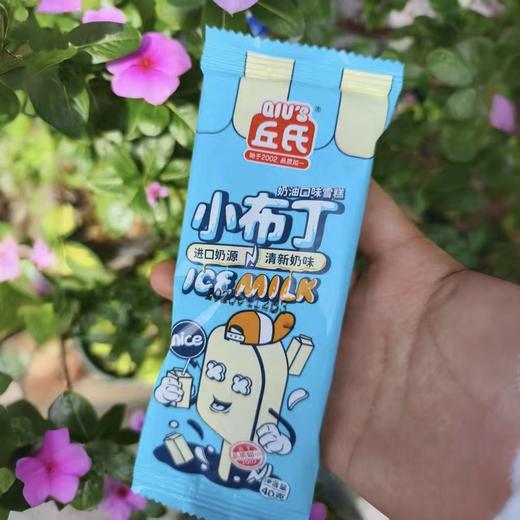 QIU'S®
丘氏
始于2002 品质如一
奶油口味雪糕
小布丁
进口奶源 清新奶味
ICE MILK
nice
净含量
40克